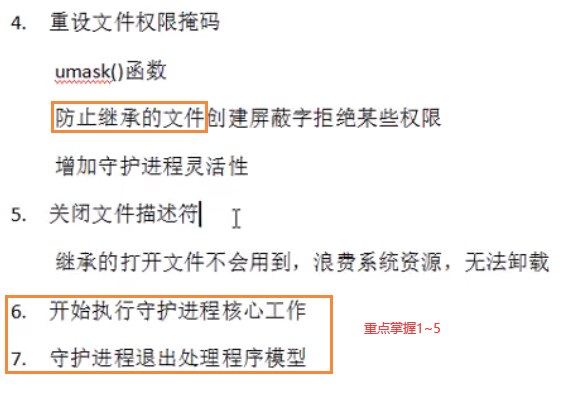 4. 重设文件权限掩码
umask()函数
防止继承的文件创建屏蔽字拒绝某些权限
增加守护进程灵活性
5. 关闭文件描述符
继承的打开文件不会用到，浪费系统资源，无法卸载
6. 开始执行守护进程核心工作
重点掌握1~5
7. 守护进程退出处理程序模型